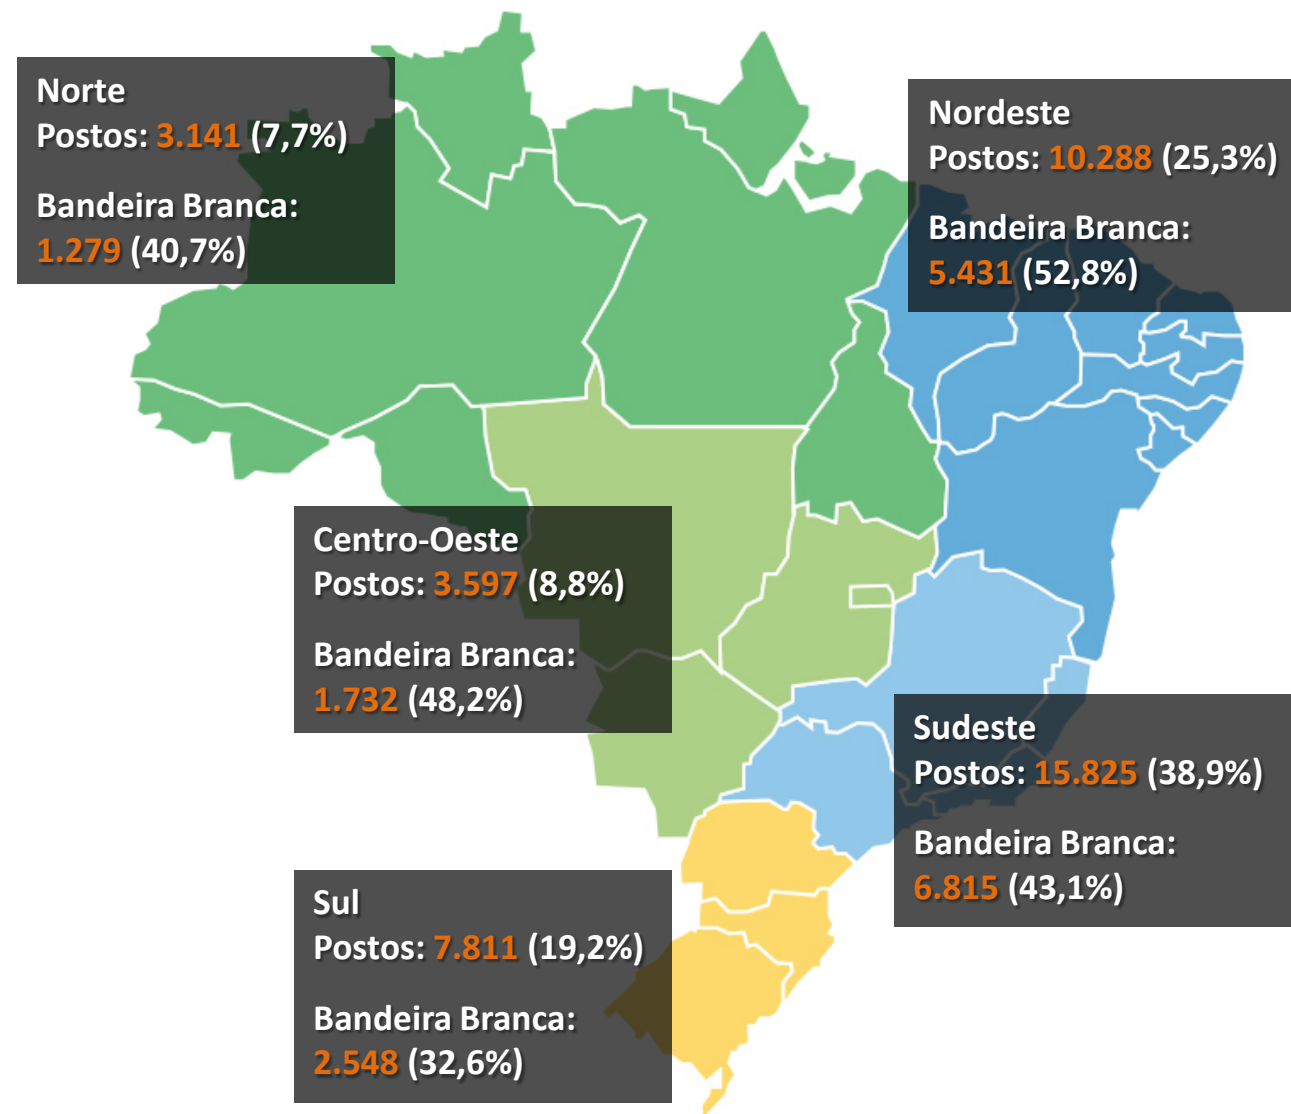 Norte
Postos: 3.141 (7,7%)
Bandeira Branca:
1.279 (40,7%)
Nordeste
Postos: 10.288 (25,3%)
Bandeira Branca:
5.431 (52,8%)
Centro-Oeste
Postos: 3.597 (8,8%)
Bandeira Branca:
1.732 (48,2%)
Sudeste
Postos: 15.825 (38,9%)
Bandeira Branca:
6.815 (43,1%)
Sul
Postos: 7.811 (19,2%)
Bandeira Branca:
2.548 (32,6%)